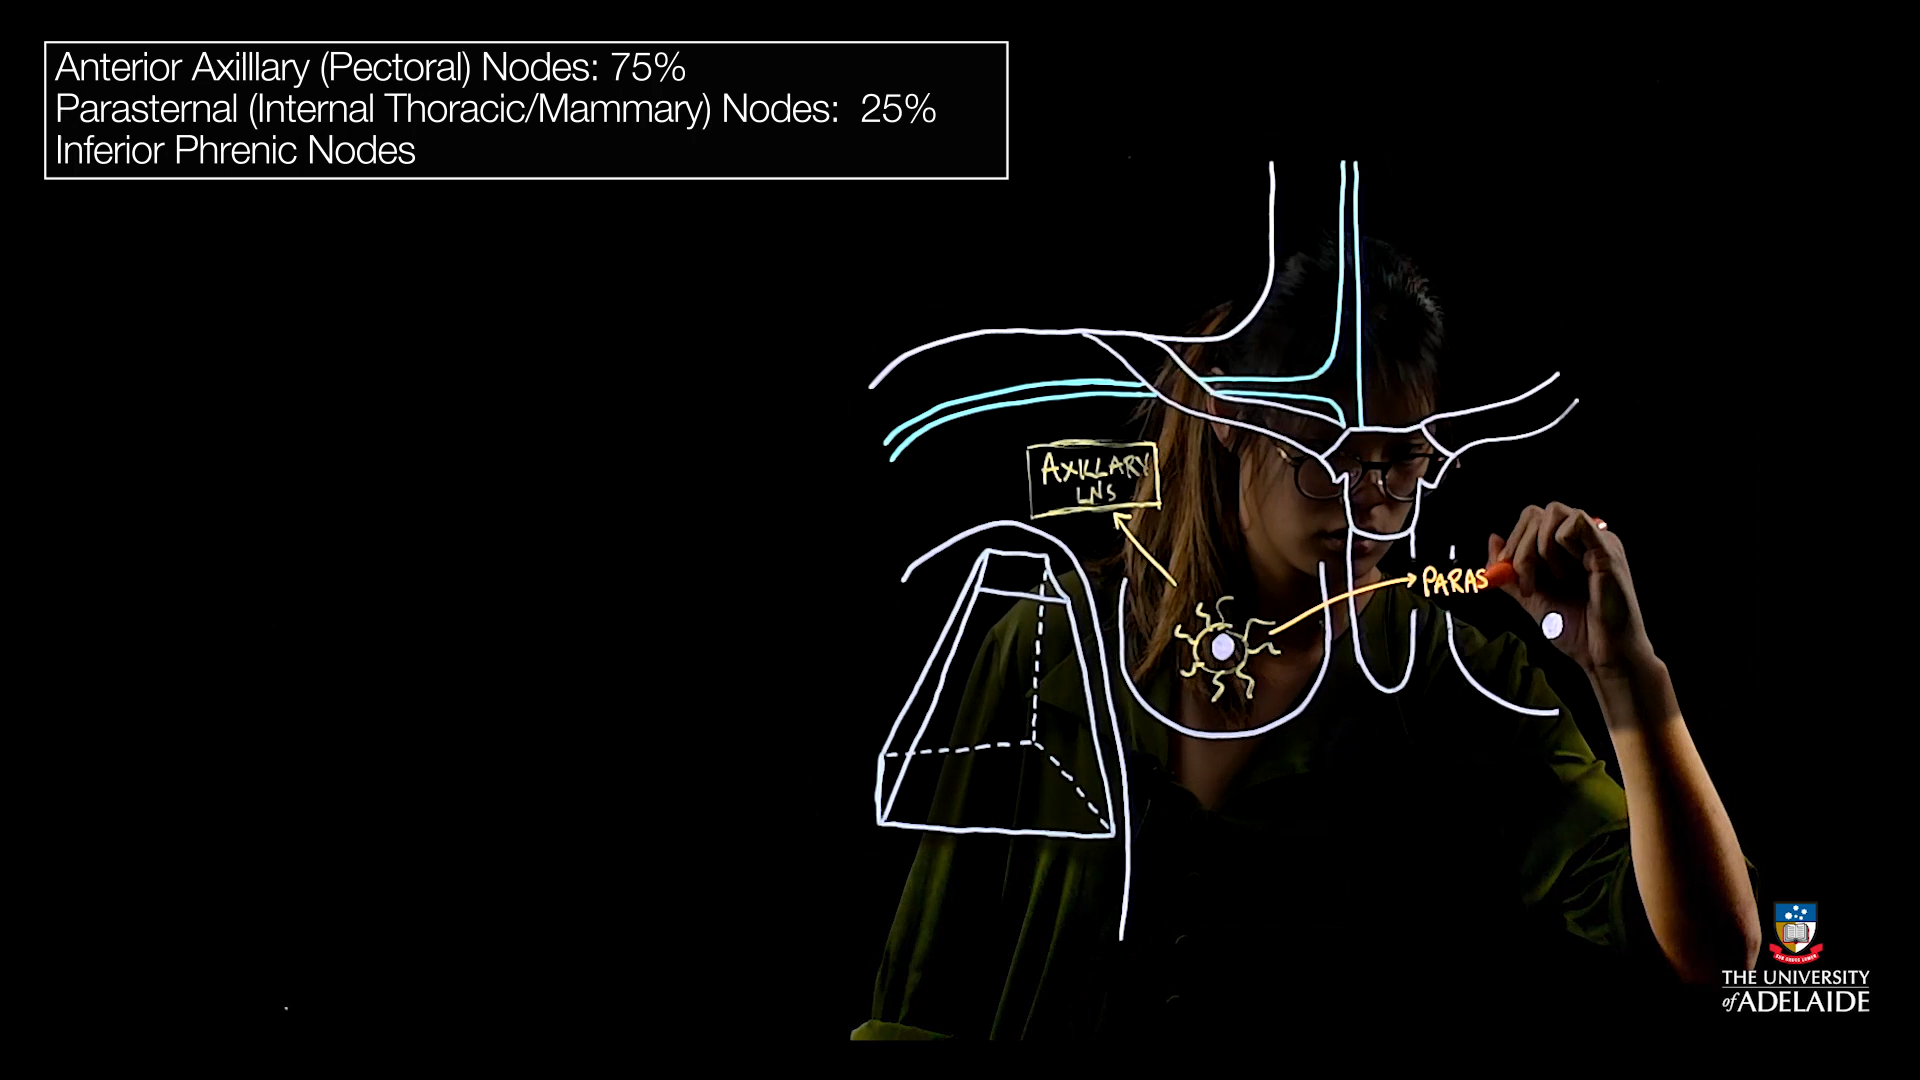 Anterior Axilllary (Pectoral) Nodes: 75%
Parasternal (Internal Thoracic/Mammary) Nodes: 25%
Inferior Phrenic Nodes
AXILLARY
LNs
PARAS
THE UNIVERSITY
of ADELAIDE